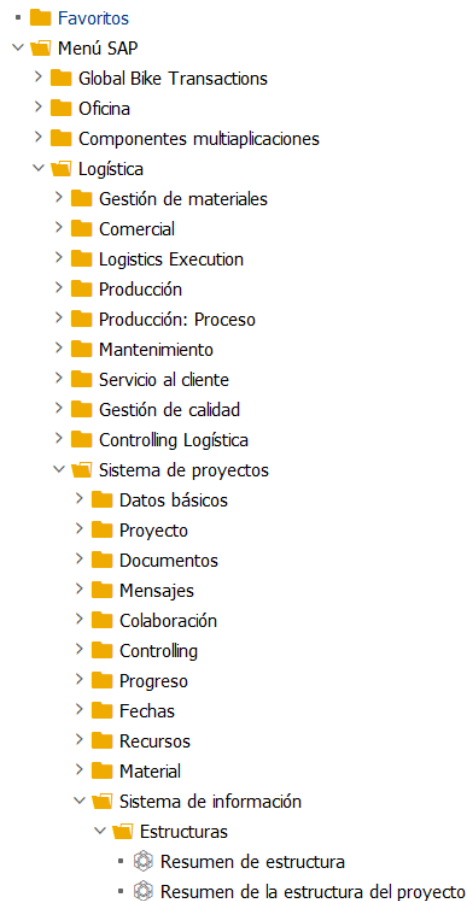 Favoritos
Menú SAP
Global Bike Transactions
Oficina
Componentes multiaplicaciones
Logística
Gestión de materiales
Comercial
Logistics Execution
Producción
Producción: Proceso
Mantenimiento
Servicio al cliente
Gestión de calidad
Controlling Logística
Sistema de proyectos
Datos básicos
Proyecto
Documentos
Mensajes
Colaboración
Controlling
Progreso
Fechas
Recursos
Material
Sistema de información
Estructuras
Resumen de estructura
Resumen de la estructura del proyecto